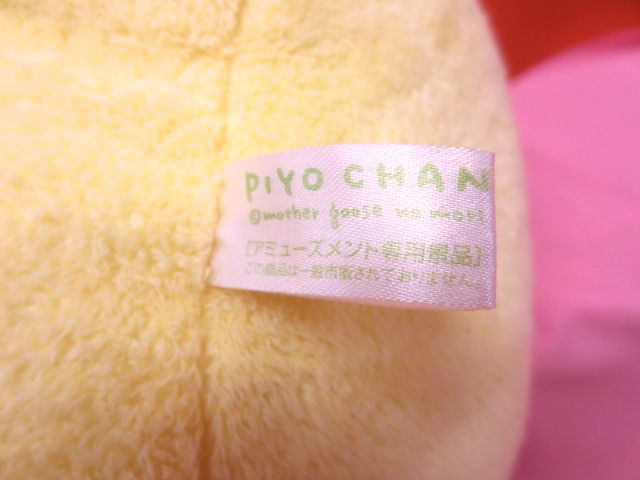 PiYO CHAN
©mother goose no mori
[アミューズメント専用景品]
この商品は一般市販されておりません。